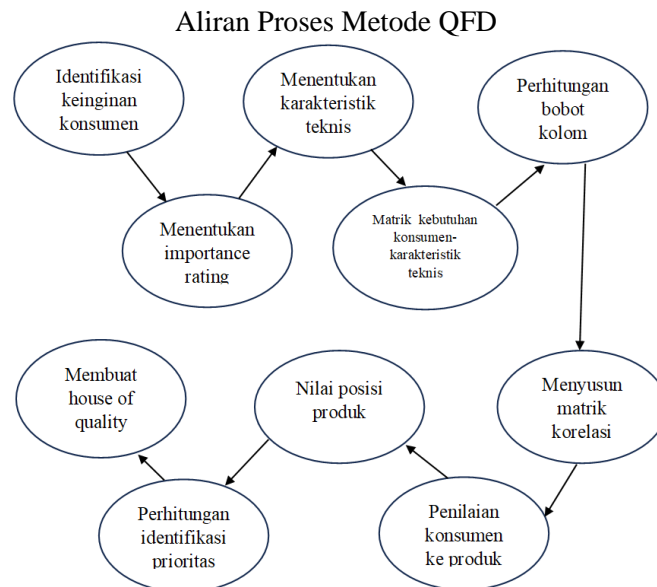 Aliran Proses Metode QFD
Identifikasi
keinginan
konsumen
Menentukan
importance
rating
Menentukan
karakteristik
teknis
Matrik kebutuhan
konsumen-
karakteristik
teknis
Perhitungan
bobot
kolom
Menyusun
matrik
korelasi
Penilaian
konsumen
ke produk
Nilai posisi
produk
Perhitungan
identifikasi
prioritas
Membuat
house of
quality